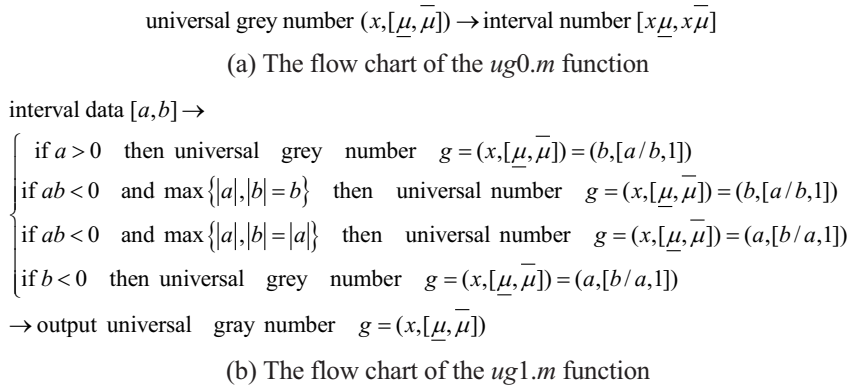 universal grey number (x,[μ̲, μ̅]) → interval number [xμ̲, xμ̅]
(a) The flow chart of the ug0.m function
interval data [a,b] →
if a > 0 then universal grey number g = (x,[μ̲, μ̅]) = (b,[a/b,1])
if ab < 0 and max{|a|,|b| = b} then universal number g = (x,[μ̲, μ̅]) = (b,[a/b,1])
if ab < 0 and max{|a|,|b| = |a|} then universal number g = (x,[μ̲, μ̅]) = (a,[b/a,1])
if b < 0 then universal grey number g = (x,[μ̲, μ̅]) = (a,[b/a,1])
→ output universal gray number g = (x,[μ̲, μ̅])
(b) The flow chart of the ug1.m function